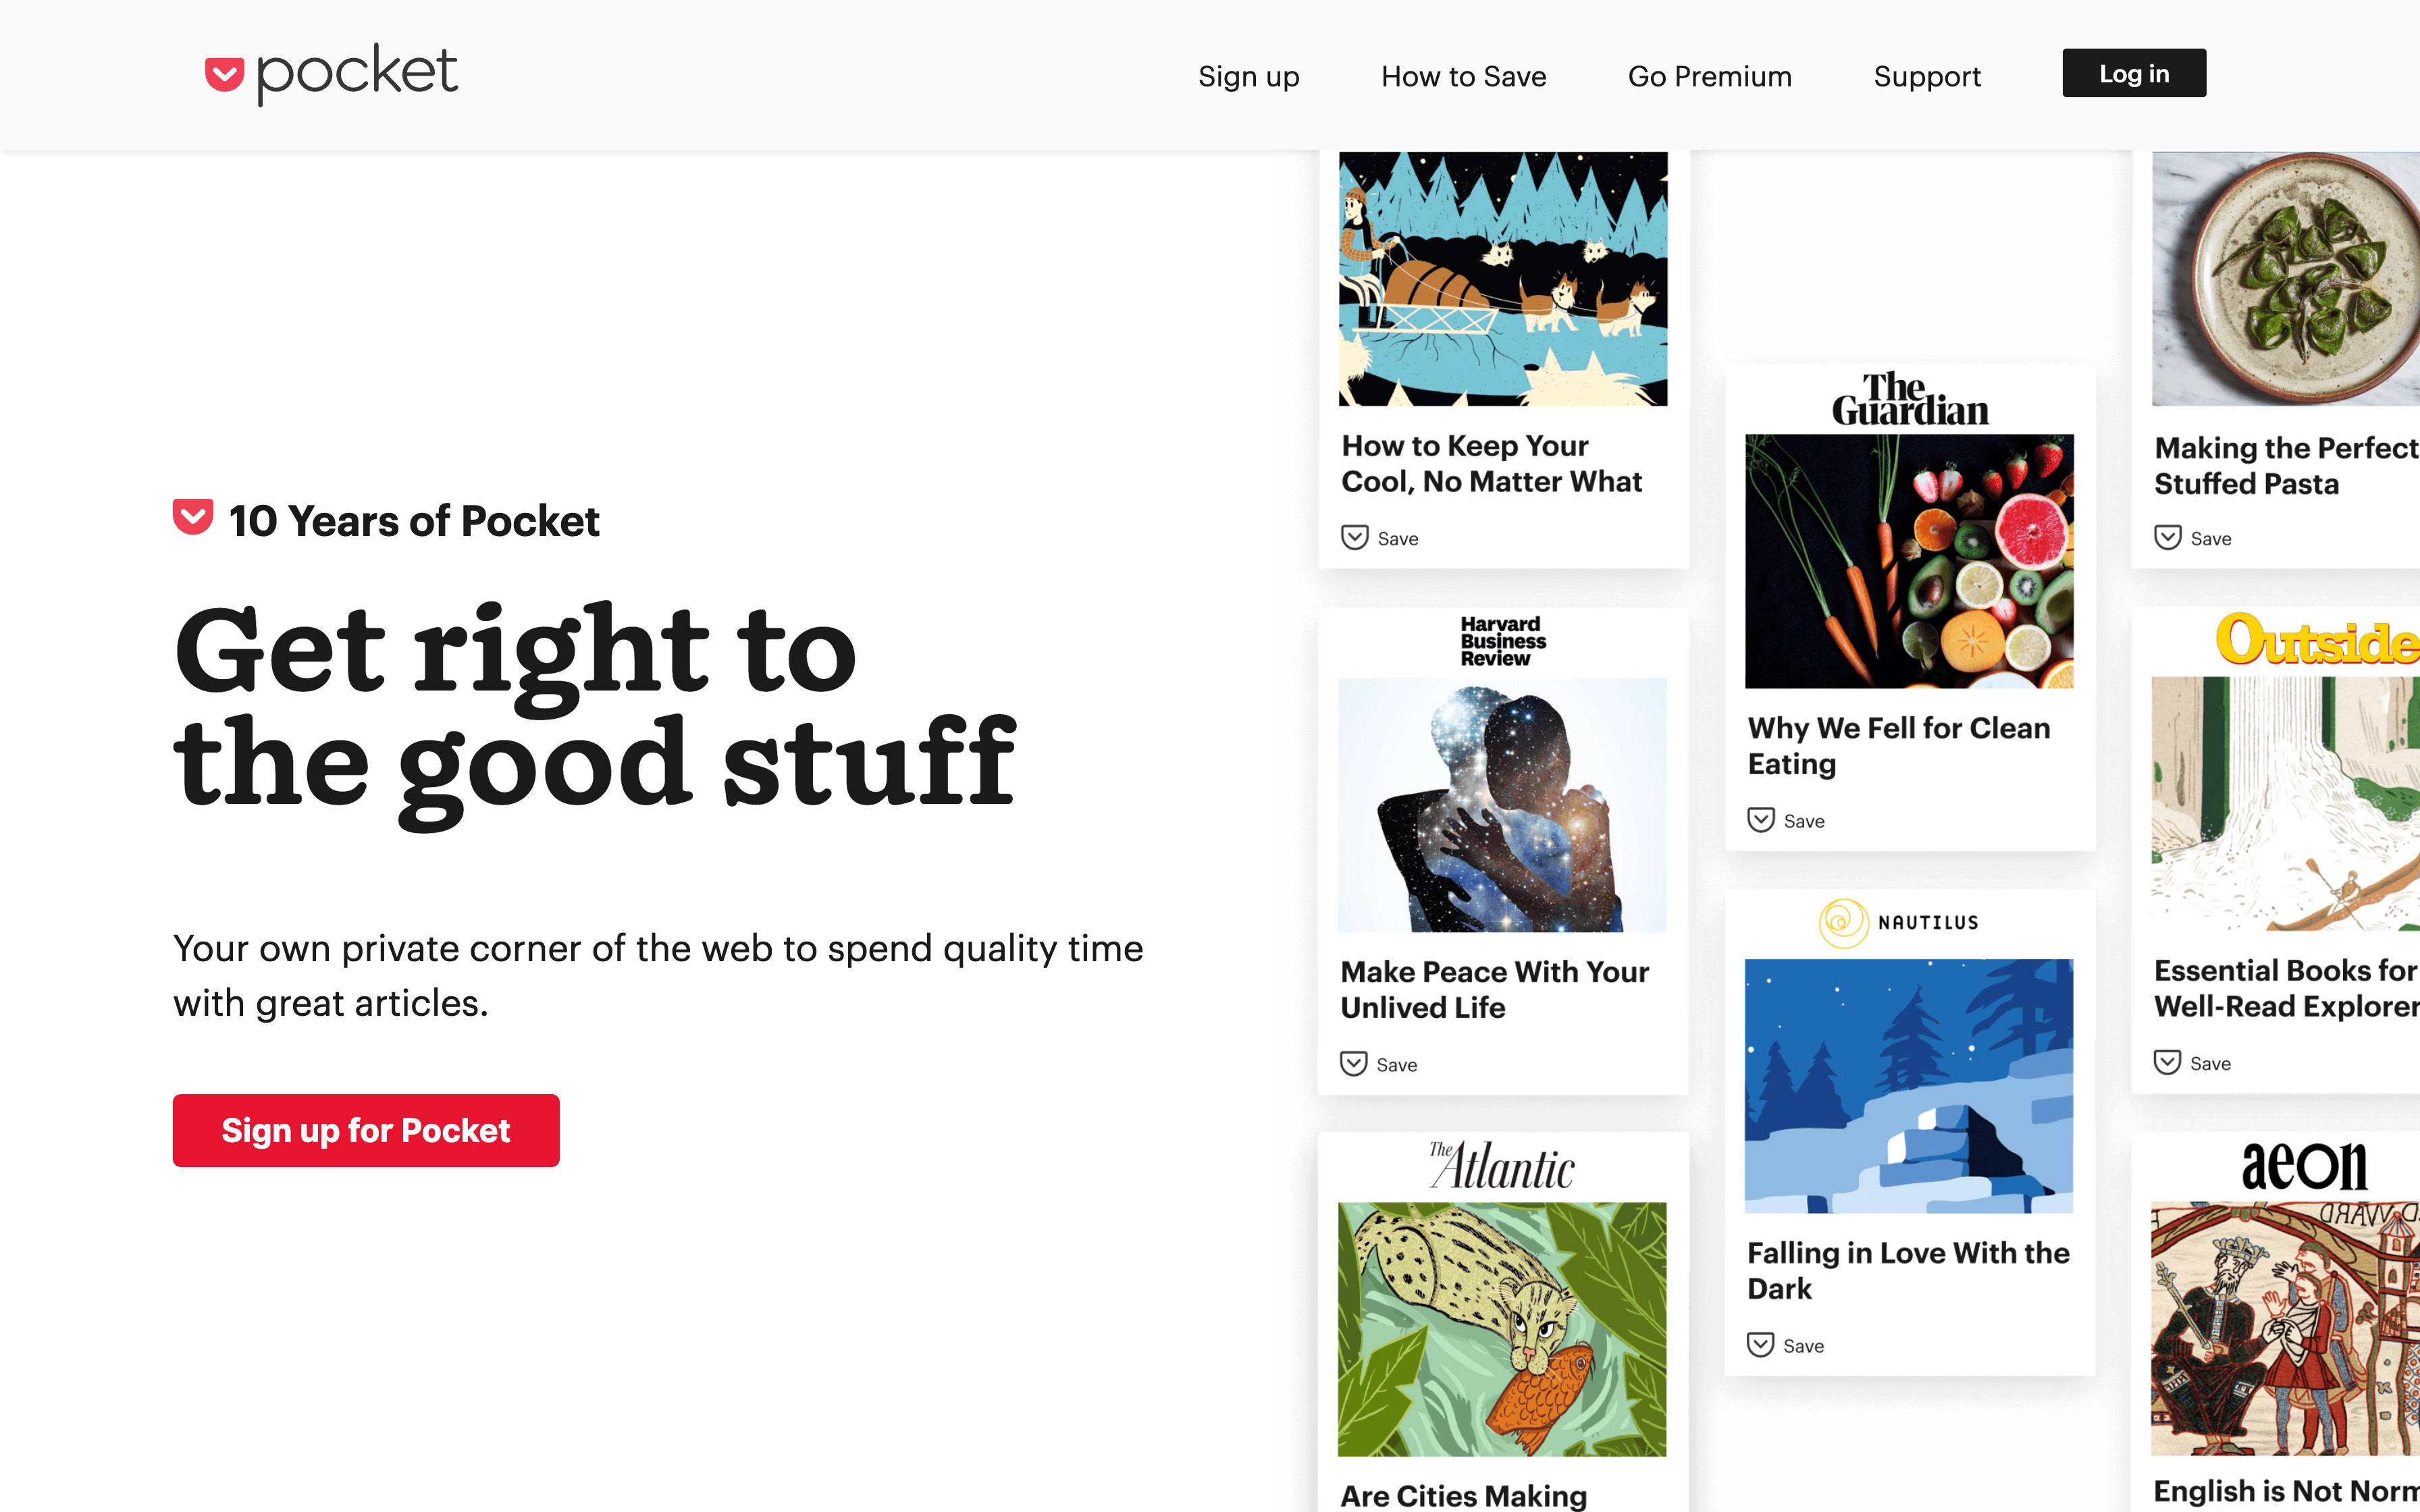 pocket
Sign up
How to Save
Go Premium
Support
Log in
10 Years of Pocket
Get right to
the good stuff
Your own private corner of the web to spend quality time
with great articles.
Sign up for Pocket
How to Keep Your
Cool, No Matter What
Save
Harvard
Business
Review
Make Peace With Your
Unlived Life
Save
The
Atlantic
Are Cities Making
The
Guardian
Why We Fell for Clean
Eating
Save
NAUTILUS
Falling in Love With the
Dark
Save
Making the Perfect
Stuffed Pasta
Save
Outside
Essential Books for
Well-Read Explorer
Save
aeon
English is Not Norm